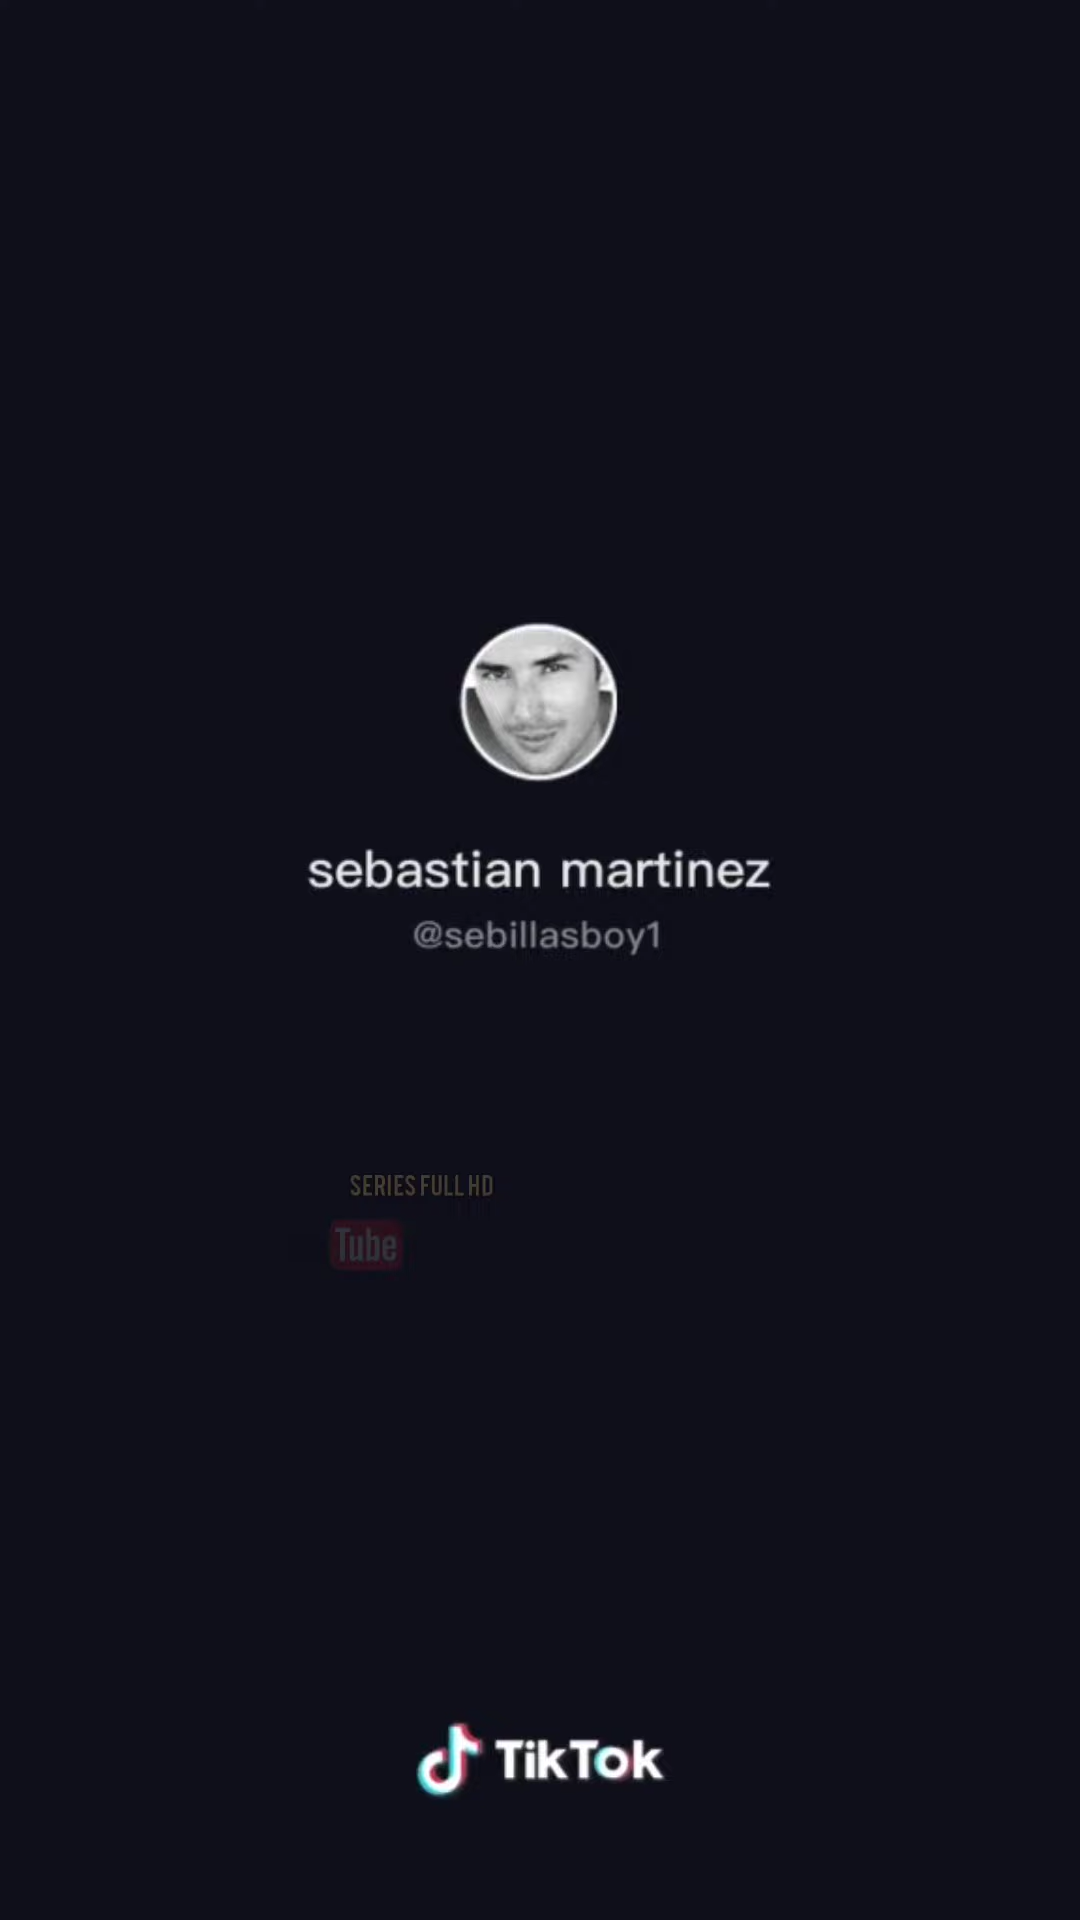 sebastian martinez
@sebillasboy1
SERIES FULL HD
Tube
TikTok